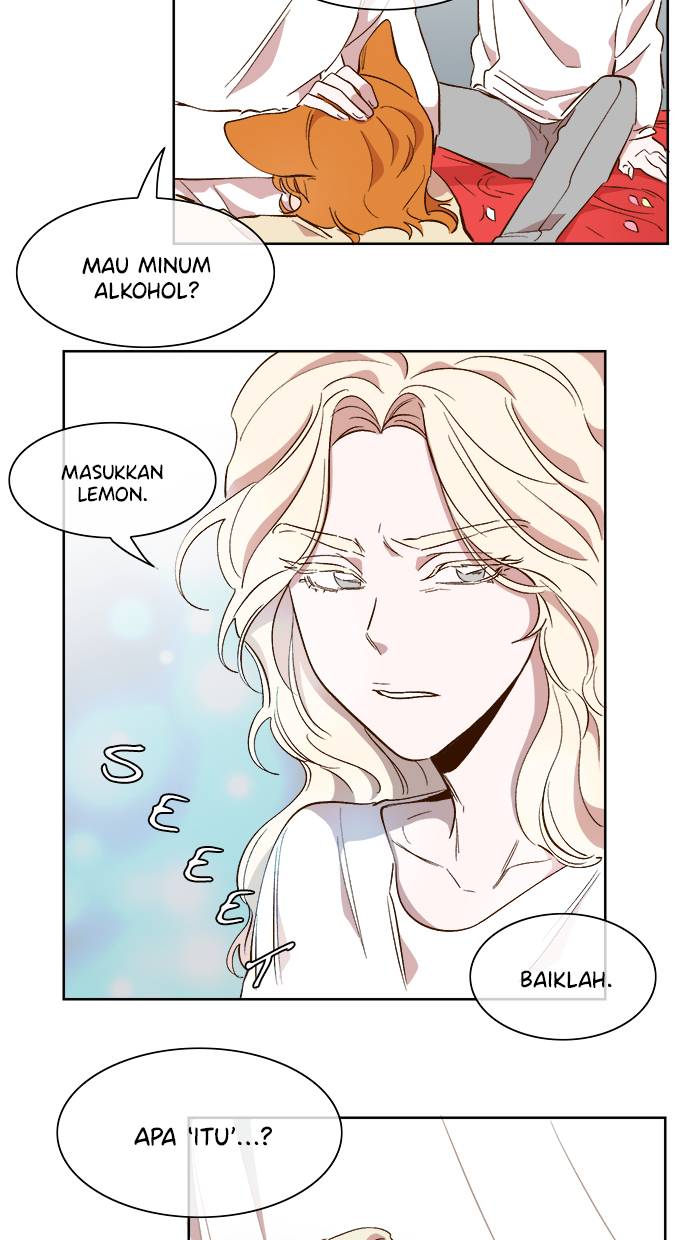 MAU MINUM
ALKOHOL?
MASUKKAN
LEMON.
SEEET
BAIKLAH.
APA 'ITU'...?